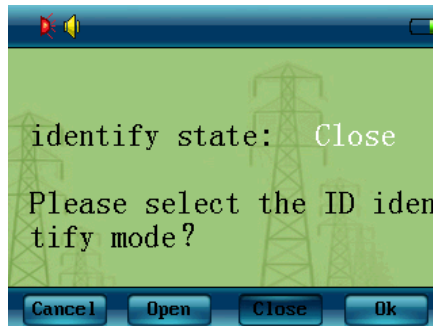 identify state: Close
Please select the ID iden
tify mode?
Cancel Open Close Ok